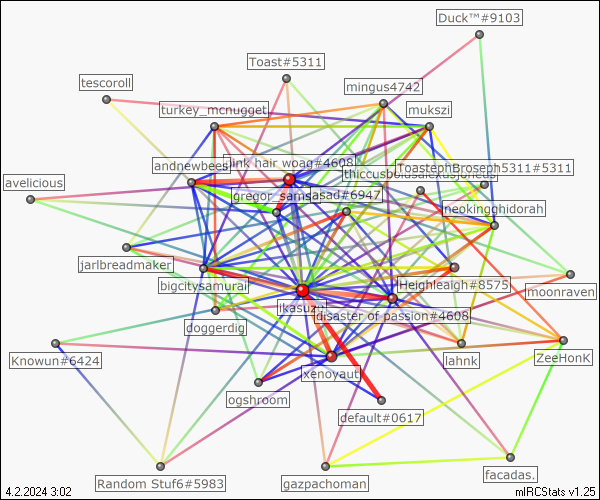 Duck™#9103
Toast#5311
tescoroll
mingus4742
turkey_mcnugget
mukszi
andnewbees
pink hair woag#4608
ToastephBroseph5311#5311
avelicious
gregor_samsa
asad#6947
neokingghidorah
jarlbreadmaker
bigcitysamurai
Heighleaigh#8575
moonraven
ikasuzu
disaster of passion#4608
doggerdig
Knowun#6424
xenoyaut
lahnk
ZeeHonk
ogshroom
default#0617
Random Stuf6#5983
gazpachoman
facadas.
4.2.2024 3:02
mIRCStats v1.25